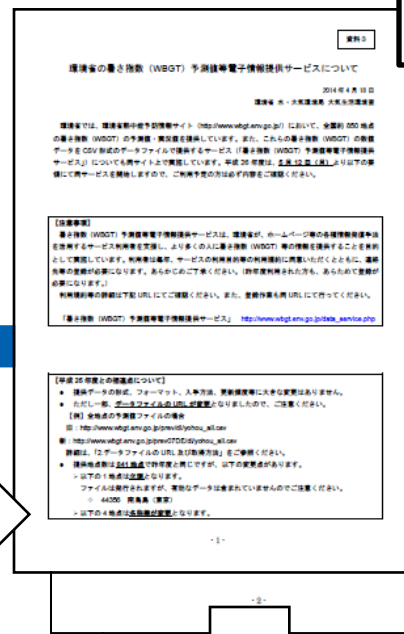 資料３
環境省の暑さ指数（WBGT）予測値等電子情報提供サービスについて
2014年4月18日
環境省 水・大気環境局 大気生活環境室
環境省では、環境省熱中症予防情報サイト（http://www.wbgt.env.go.jp/）において、全国約850地点
の暑さ指数（WBGT）の予測値・実況値を提供しています。また、これらの暑さ指数（WBGT）の数値
データをCSV形式のデータファイルで提供するサービス（「暑さ指数（WBGT）予測値等電子情報提供
サービス」）についても同サイト上で実施しています。平成26年度は、5月12日（月）より以下の要
領にて同サービスを開始しますので、ご利用予定の方は必ず内容をご確認ください。
【注意事項】
暑さ指数（WBGT）予測値等電子情報提供サービスは、環境省が、ホームページ等の各種情報発信手法
を活用するサービス利用者を支援し、より多くの人に暑さ指数（WBGT）等の情報を提供することを目的
として実施しています。利用者は毎年、サービスの利用目的等の利用規約に同意いただくとともに、連絡
先等の登録が必要になります。あらかじめご了承ください。（昨年度利用された方も、あらためて登録が
必要になります。）
利用規約等の詳細は下記URLにてご確認ください。また、登録作業も同URLにて行ってください。
「暑さ指数（WBGT）予測値等電子情報提供サービス」 http://www.wbgt.env.go.jp/data_service.php
【平成25年度との相違点について】
● 提供データの形式、フォーマット、入手方法、更新頻度等に大きな変更はありません。
● ただし一部、データファイルのURLが変更となりましたので、ご注意ください。
【例】全地点の予測値ファイルの場合
旧：http://www.wbgt.env.go.jp/prev/dl/yohou_all.csv
新：http://www.wbgt.env.go.jp/prev07DE/dl/yohou_all.csv
詳細は、「2.データファイルのURL及び取得方法」をご参照ください。
● 提供地点数は841地点で昨年度と同じですが、以下の変更点があります。
＞以下の1地点は欠測となります。
ファイルは発行されますが、有効なデータは含まれていませんのでご注意ください。
◇ 44356 南鳥島（東京）
＞以下の4地点は名称等が変更となります。
- 1 -
- 2 -